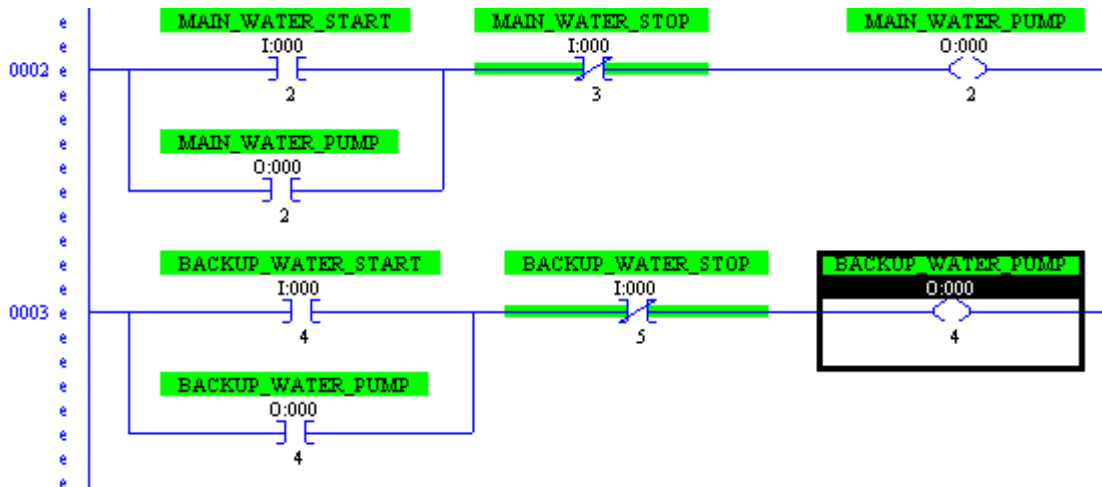 e MAIN_WATER_START MAIN_WATER_STOP MAIN_WATER_PUMP
e I:000 I:000 O:000
0002 e
e 2 3 2
e
e MAIN_WATER_PUMP
e O:000
e
e 2
e
e BACKUP_WATER_START BACKUP_WATER_STOP BACKUP_WATER_PUMP
e I:000 I:000 O:000
0003 e
e 4 5 4
e
e BACKUP_WATER_PUMP
e O:000
e
e 4
e